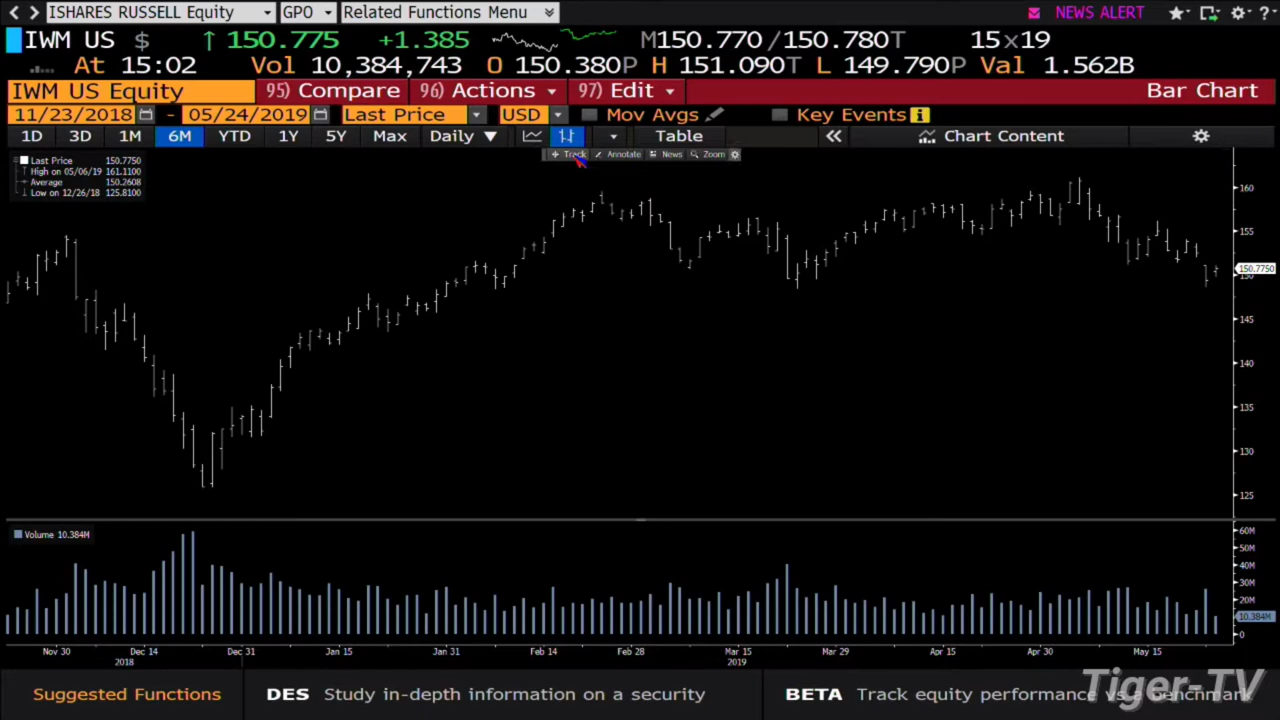 ISHARES RUSSELL Equity GPO Related Functions Menu NEWS ALERT ?
IWM US $ ↑ 150.775 +1.385 M150.770/150.780T 15x19
At 15:02 Vol 10,384,743 O 150.380P H 151.090T L 149.790P Val 1.562B
IWM US Equity 95) Compare 96) Actions 97) Edit Bar Chart
11/23/2018 - 05/24/2019 Last Price USD Mov Avgs Key Events i
1D 3D 1M 6M YTD 1Y 5Y Max Daily ▼ Table « Chart Content
Track Annotate News Zoom
Last Price 150.7750
High on 05/06/19 161.1100
Average 150.2608
Low on 12/26/18 125.8100
160
155
150.7750
150
145
140
135
130
125
Volume 10.384M
60M
50M
40M
30M
20M
10.384M
0
Nov 30 Dec 14 Dec 31 Jan 15 Jan 31 Feb 14 Feb 28 Mar 15 Mar 29 Apr 15 Apr 30 May 15
2018 2019
Suggested Functions DES Study in-depth information on a security BETA Track equity performance vs a benchmark
Tiger-TV